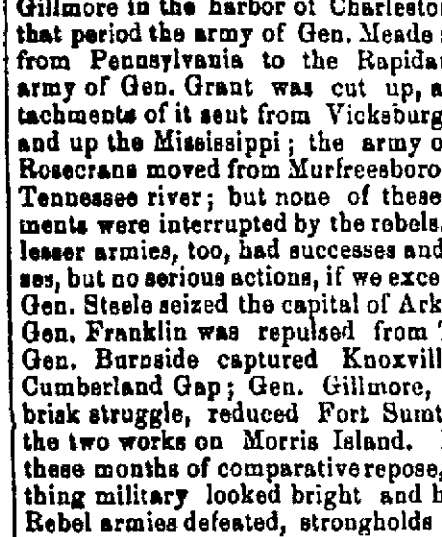 Gillmore in the harbor of Charleston
that period the army of Gen. Meade
from Pennsylvania to the Rapidan
army of Gen. Grant was cut up, a
tachments of it sent from Vicksburg
and up the Mississippi; the army o
Rosecrans moved from Murfreesboro
Tennessee river; but none of these
ments were interrupted by the rebels.
lesser armies, too, had successes and
ses, but no serious actions, if we exce
Gen. Steele seized the capital of Ark
Gen. Franklin was repulsed from
Gen. Burnside captured Knoxvill
Cumberland Gap; Gen. Gillmore,
brisk struggle, reduced Fort Sumt
the two works on Morris Island.
these months of comparative repose,
thing military looked bright and h
Rebel armies defeated, strongholds